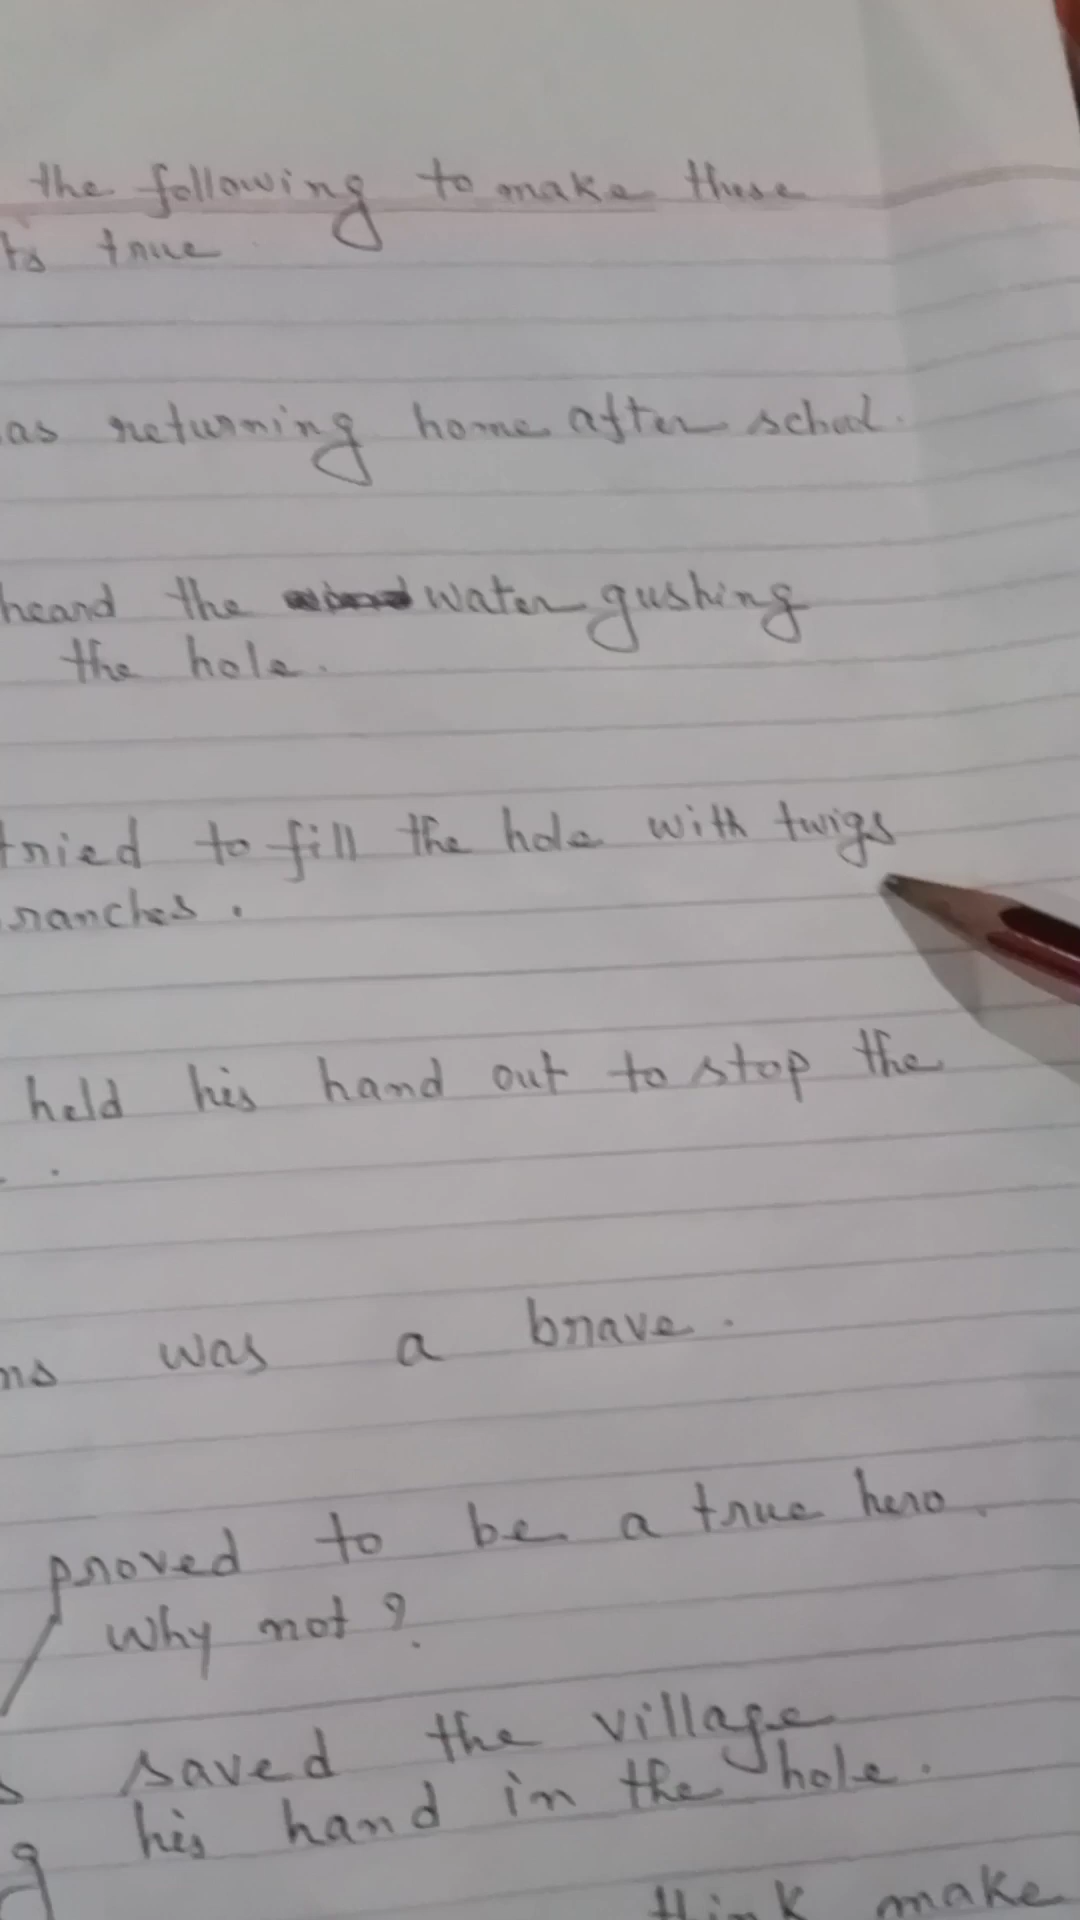 the following to make these
ts true
as returning home after school.
heard the water gushing
the hole.
tried to fill the hole with twigs
ranches.
held his hand out to stop the
.
ns was a brave.
proved to be a true hero.
Why not?
s saved the village
g his hand in the hole.
think make